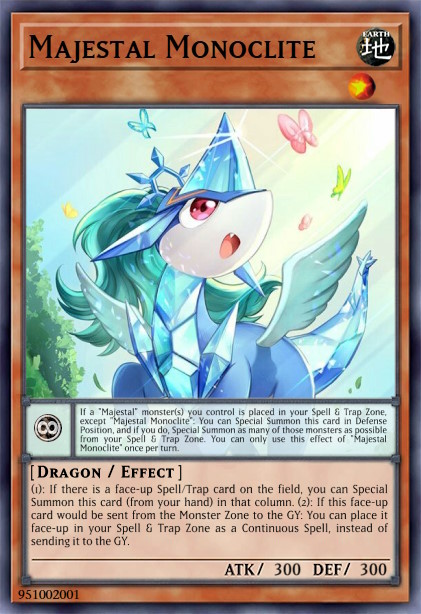 MAJESTAL MONOCLITE
EARTH
地
If a "Majestal" monster(s) you control is placed in your Spell & Trap Zone,
except "Majestal Monoclite": You can Special Summon this card in Defense
Position, and if you do, Special Summon as many of those monsters as possible
from your Spell & Trap Zone. You can only use this effect of "Majestal
Monoclite" once per turn.
[DRAGON / EFFECT]
(1): If there is a face-up Spell/Trap card on the field, you can Special
Summon this card (from your hand) in that column. (2): If this face-up
card would be sent from the Monster Zone to the GY: You can place it
face-up in your Spell & Trap Zone as a Continuous Spell, instead of
sending it to the GY.
ATK/ 300 DEF/ 300
951002001